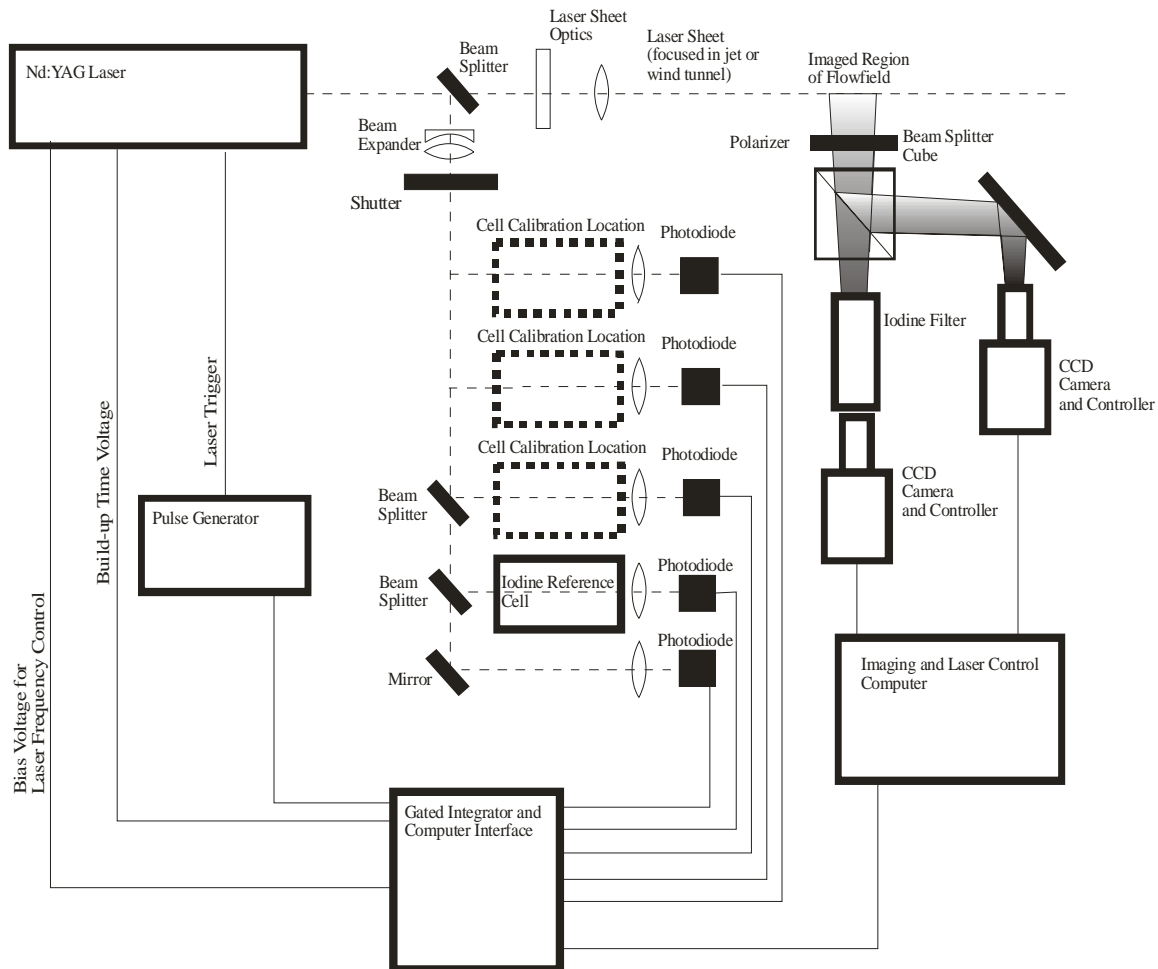 Nd:YAG Laser
Beam
Splitter
Laser Sheet
Optics
Laser Sheet
(focused in jet or
wind tunnel)
Imaged Region
of Flowfield
Beam
Expander
Polarizer
Beam Splitter
Cube
Shutter
Cell Calibration Location
Photodiode
Iodine Filter
Cell Calibration Location
Photodiode
CCD
Camera
and Controller
Cell Calibration Location
Photodiode
Beam
Splitter
CCD
Camera
and Controller
Laser Trigger
Build-up Time Voltage
Bias Voltage for
Laser Frequency Control
Pulse Generator
Beam
Splitter
Iodine Reference
Cell
Photodiode
Mirror
Photodiode
Imaging and Laser Control
Computer
Gated Integrator and
Computer Interface